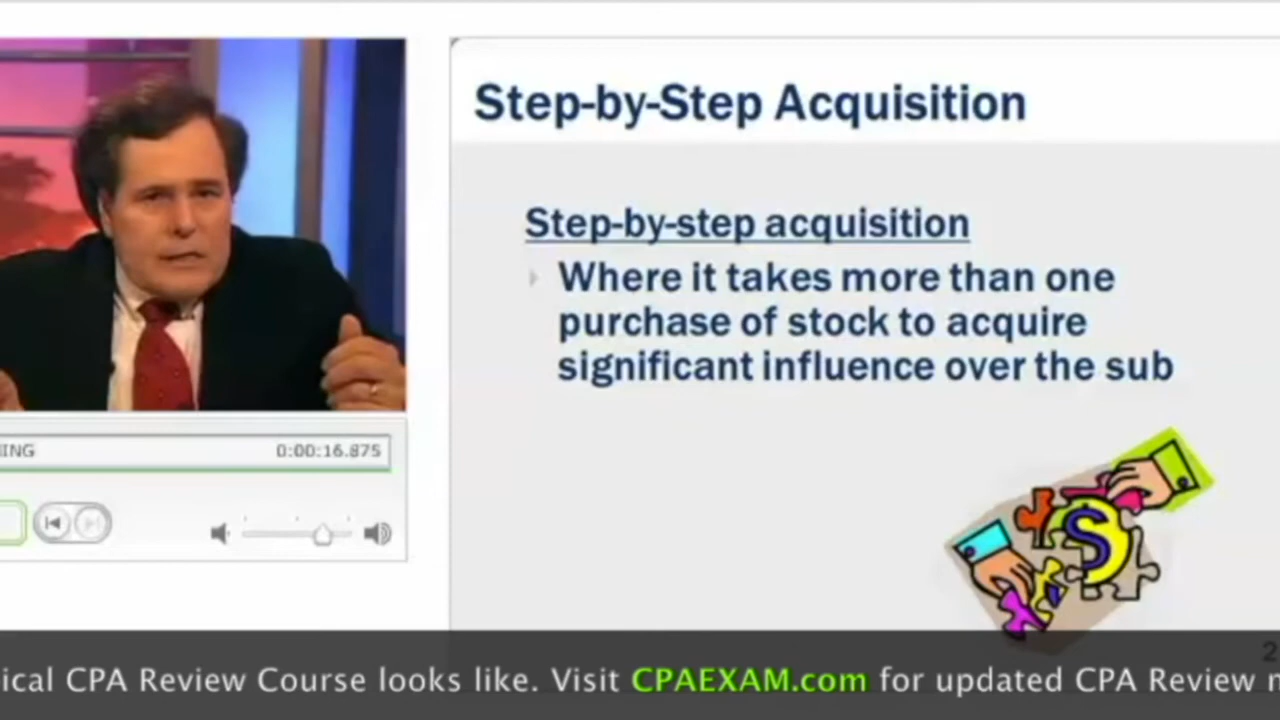 Step-by-Step Acquisition
Step-by-step acquisition
Where it takes more than one
purchase of stock to acquire
significant influence over the sub
ING 0:00:16.875
S
2
ical CPA Review Course looks like. Visit CPAEXAM.com for updated CPA Review